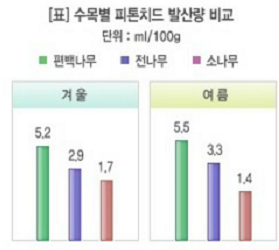 [표] 수목별 피톤치드 발산량 비교
단위 : ml/100g
편백나무 전나무 소나무
겨울 여름
5,2 2,9 1,7 5,5 3,3 1,4